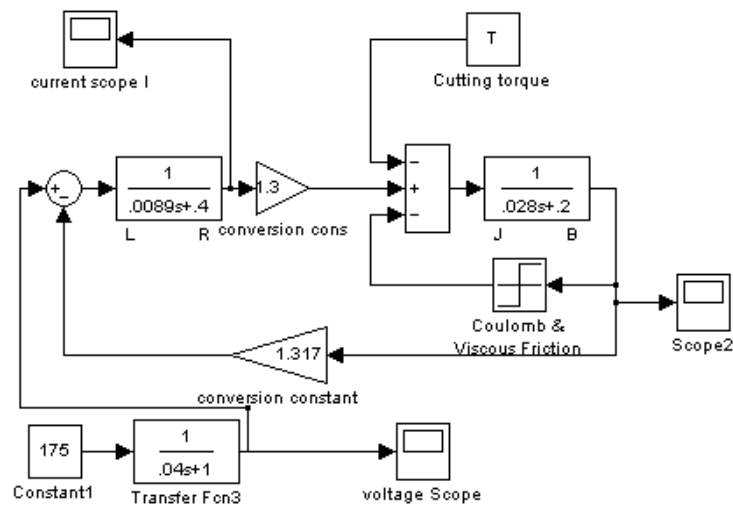 T
current scope I
Cutting torque
1
.0089s+.4
1.3
+
-
-
+
-
1
.028s+.2
L R
conversion cons
J B
Coulomb &
Viscous Friction
Scope2
1.317
conversion constant
175
1
.04s+1
Constant1
Transfer Fcn3
voltage Scope